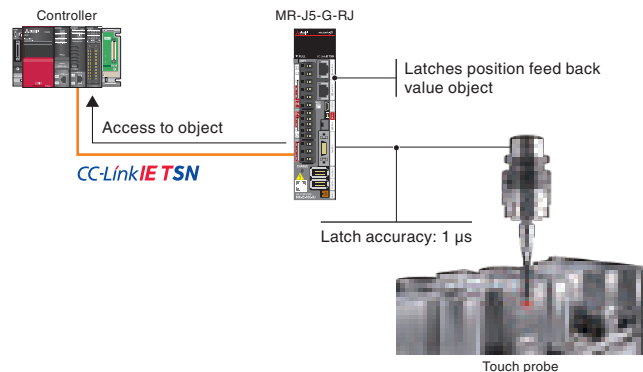 Controller
MR-J5-G-RJ
Latches position feed back
value object
Access to object
CC-Link IE TSN
Latch accuracy: 1 µs
Touch probe